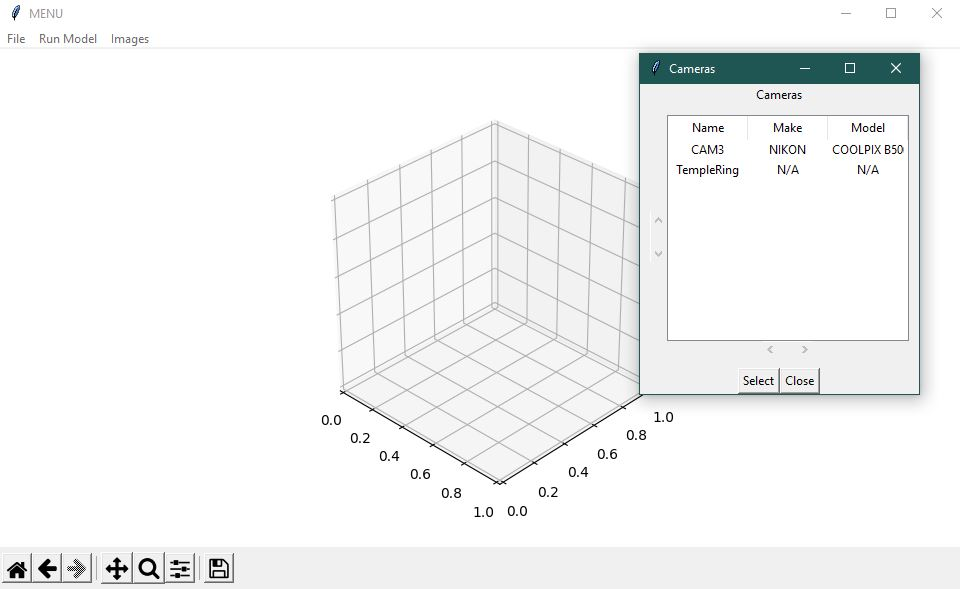 MENU
File Run Model Images
Cameras
Cameras
Name Make Model
CAM3 NIKON COOLPIX B50
TempleRing N/A N/A
Select Close
0.0
0.2
0.4
0.6
0.8
1.0
0.0
0.2
0.4
0.6
0.8
1.0